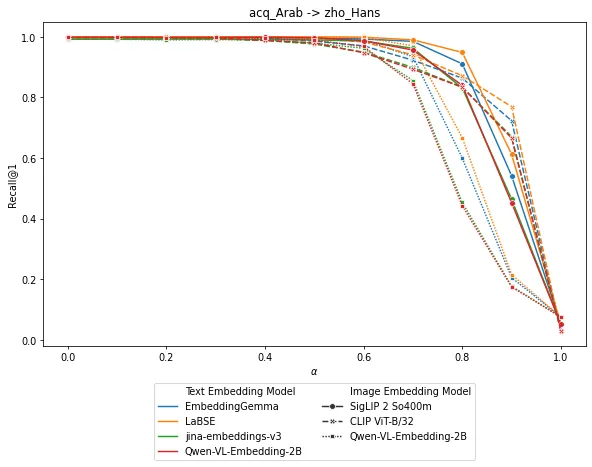 acq_Arab -> zho_Hans
Recall@1
1.0
0.8
0.6
0.4
0.2
0.0
0.0 0.2 0.4 0.6 0.8 1.0
α
Text Embedding Model
EmbeddingGemma
LaBSE
jina-embeddings-v3
Qwen-VL-Embedding-2B
Image Embedding Model
SigLIP 2 So400m
CLIP ViT-B/32
Qwen-VL-Embedding-2B